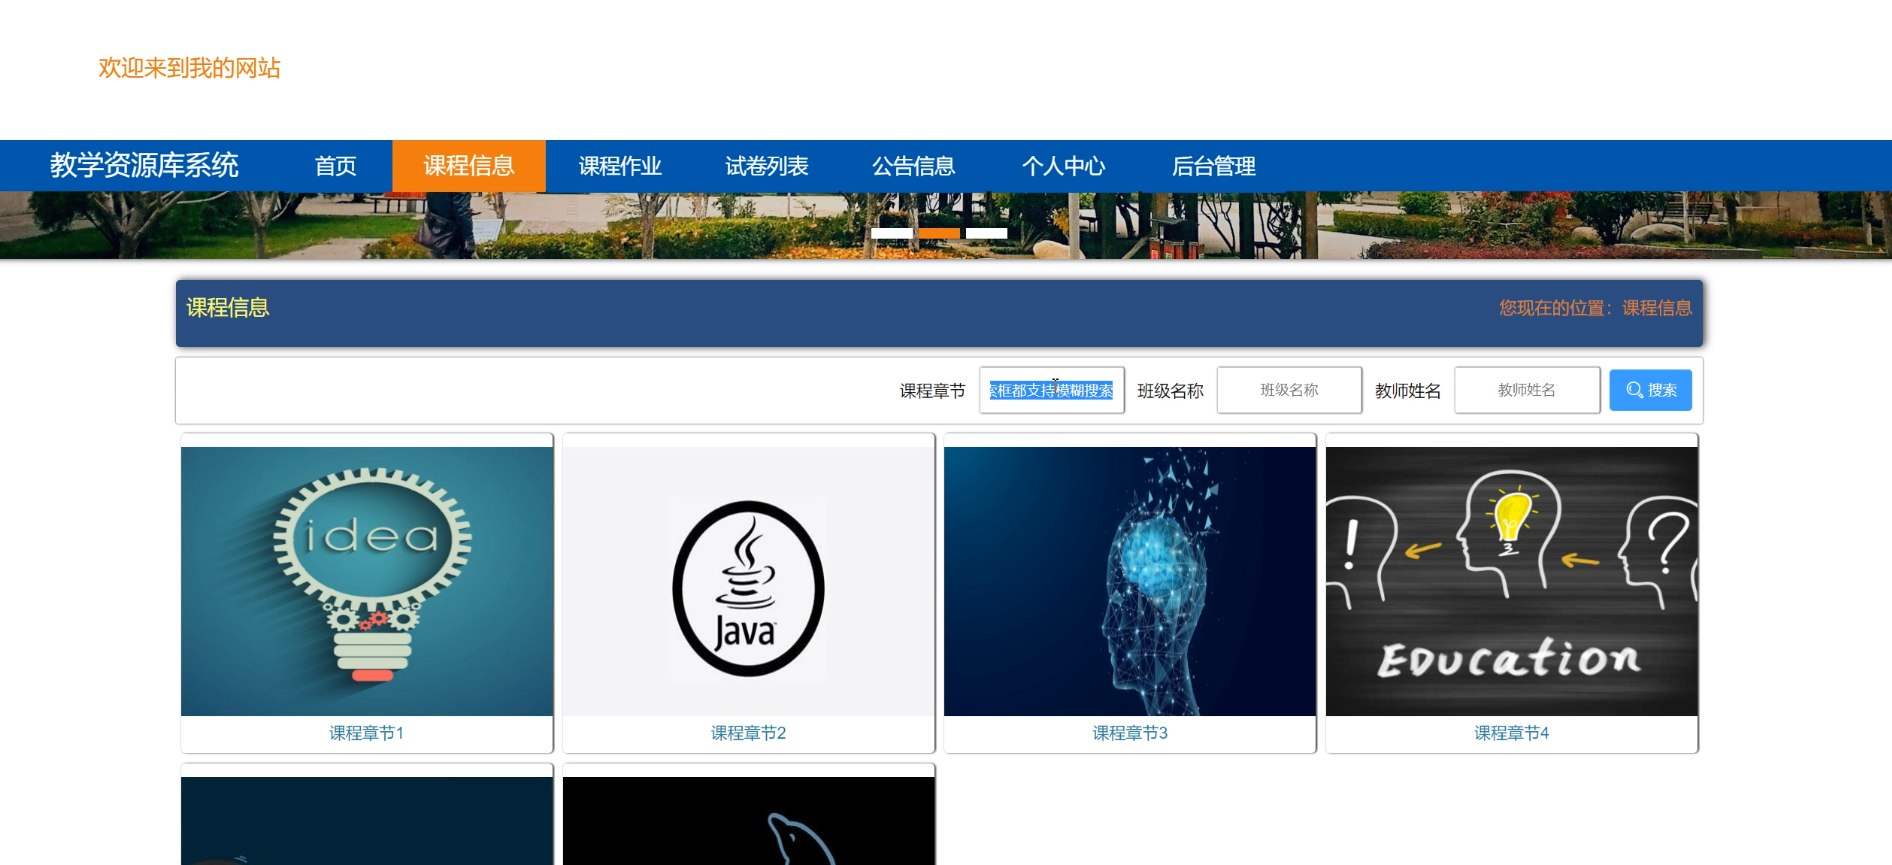 欢迎来到我的网站
教学资源库系统 首页 课程信息 课程作业 试卷列表 公告信息 个人中心 后台管理
课程信息 您现在的位置：课程信息
课程章节 框都支持模糊搜索 班级名称 班级名称 教师姓名 教师姓名 搜索
idea
Java
EDUCATION
课程章节1 课程章节2 课程章节3 课程章节4